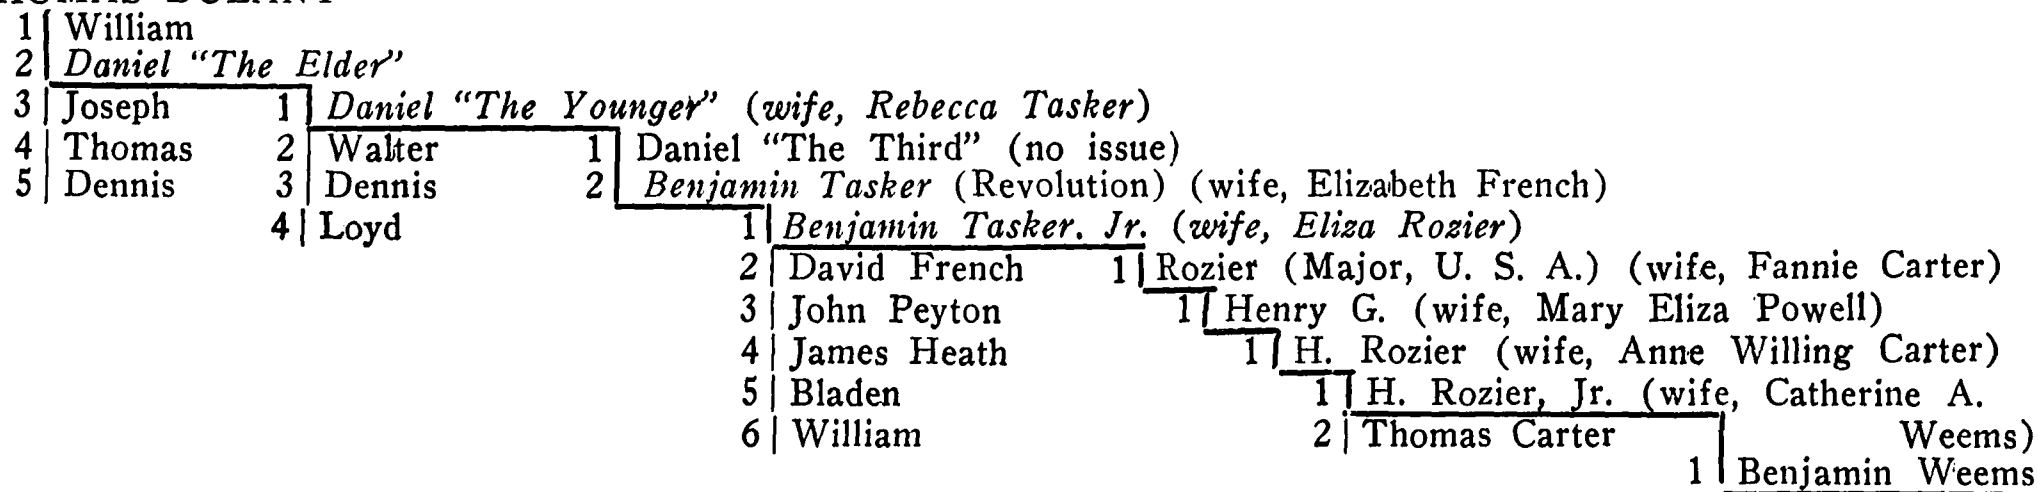 1 William
2 Daniel "The Elder"
3 Joseph 1 Daniel "The Younger" (wife, Rebecca Tasker)
4 Thomas 2 Walter 1 Daniel "The Third" (no issue)
5 Dennis 3 Dennis 2 Benjamin Tasker (Revolution) (wife, Elizabeth French)
4 Loyd 1 Benjamin Tasker. Jr. (wife, Eliza Rozier)
2 David French 1 Rozier (Major, U. S. A.) (wife, Fannie Carter)
3 John Peyton 1 Henry G. (wife, Mary Eliza Powell)
4 James Heath 1 H. Rozier (wife, Anne Willing Carter)
5 Bladen 1 H. Rozier, Jr. (wife, Catherine A.
6 William 2 Thomas Carter Weems)
1 Benjamin Weems